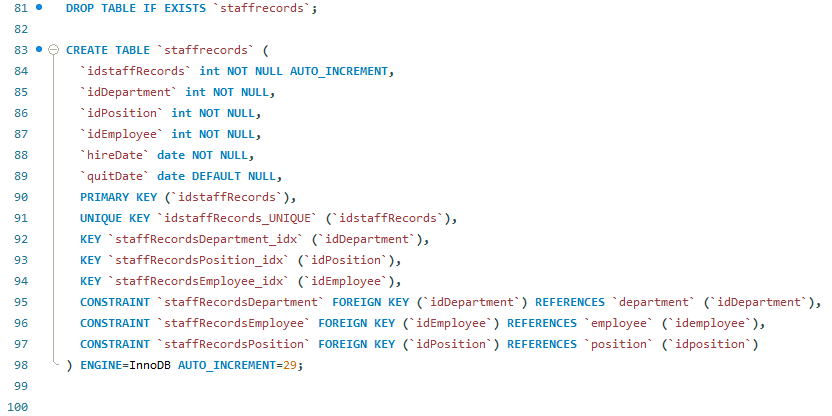 81 DROP TABLE IF EXISTS `staffrecords`;
82
83 CREATE TABLE `staffrecords` (
84 `idstaffRecords` int NOT NULL AUTO_INCREMENT,
85 `idDepartment` int NOT NULL,
86 `idPosition` int NOT NULL,
87 `idEmployee` int NOT NULL,
88 `hireDate` date NOT NULL,
89 `quitDate` date DEFAULT NULL,
90 PRIMARY KEY (`idstaffRecords`),
91 UNIQUE KEY `idstaffRecords_UNIQUE` (`idstaffRecords`),
92 KEY `staffRecordsDepartment_idx` (`idDepartment`),
93 KEY `staffRecordsPosition_idx` (`idPosition`),
94 KEY `staffRecordsEmployee_idx` (`idEmployee`),
95 CONSTRAINT `staffRecordsDepartment` FOREIGN KEY (`idDepartment`) REFERENCES `department` (`idDepartment`),
96 CONSTRAINT `staffRecordsEmployee` FOREIGN KEY (`idEmployee`) REFERENCES `employee` (`idemployee`),
97 CONSTRAINT `staffRecordsPosition` FOREIGN KEY (`idPosition`) REFERENCES `position` (`idposition`)
98 ) ENGINE=InnoDB AUTO_INCREMENT=29;
99
100